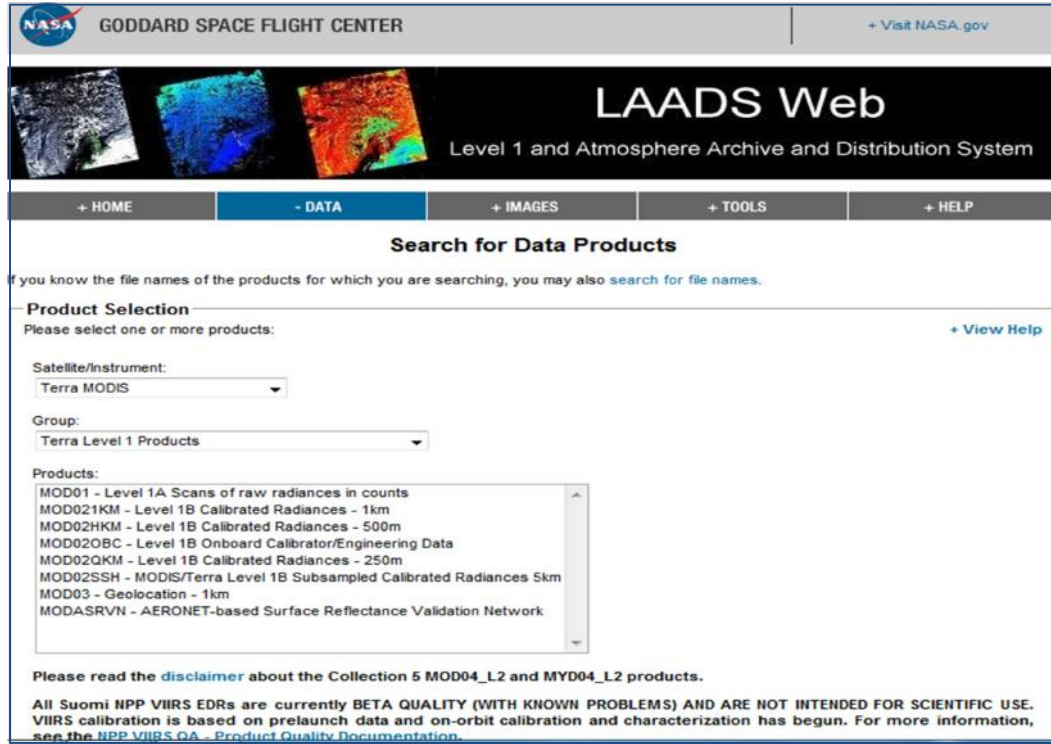 NASA
GODDARD SPACE FLIGHT CENTER
+ Visit NASA.gov
LAADS Web
Level 1 and Atmosphere Archive and Distribution System
+ HOME
- DATA
+ IMAGES
+ TOOLS
+ HELP
Search for Data Products
If you know the file names of the products for which you are searching, you may also search for file names.
Product Selection
Please select one or more products:
+ View Help
Satellite/Instrument:
Terra MODIS
Group:
Terra Level 1 Products
Products:
MOD01 - Level 1A Scans of raw radiances in counts
MOD021KM - Level 1B Calibrated Radiances - 1km
MOD02HKM - Level 1B Calibrated Radiances - 500m
MOD02OBC - Level 1B Onboard Calibrator/Engineering Data
MOD02QKM - Level 1B Calibrated Radiances - 250m
MOD02SSH - MODIS/Terra Level 1B Subsampled Calibrated Radiances 5km
MOD03 - Geolocation - 1km
MODASRVN - AERONET-based Surface Reflectance Validation Network
Please read the disclaimer about the Collection 5 MOD04_L2 and MYD04_L2 products.
All Suomi NPP VIIRS EDRs are currently BETA QUALITY (WITH KNOWN PROBLEMS) AND ARE NOT INTENDED FOR SCIENTIFIC USE.
VIIRS calibration is based on prelaunch data and on-orbit calibration and characterization has begun. For more information,
see the NPP VIIRS QA - Product Quality Documentation.